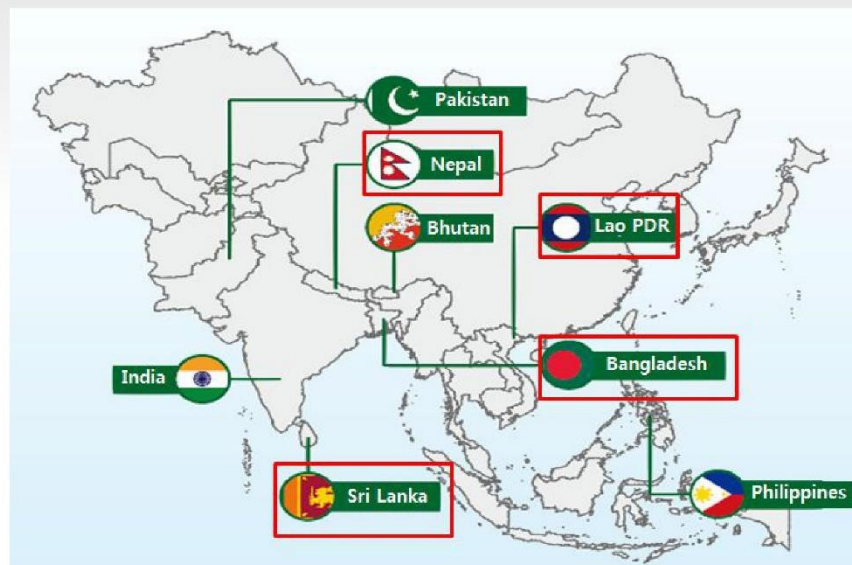 Pakistan
Nepal
Bhutan
Lao PDR
Bangladesh
India
Sri Lanka
Philippines